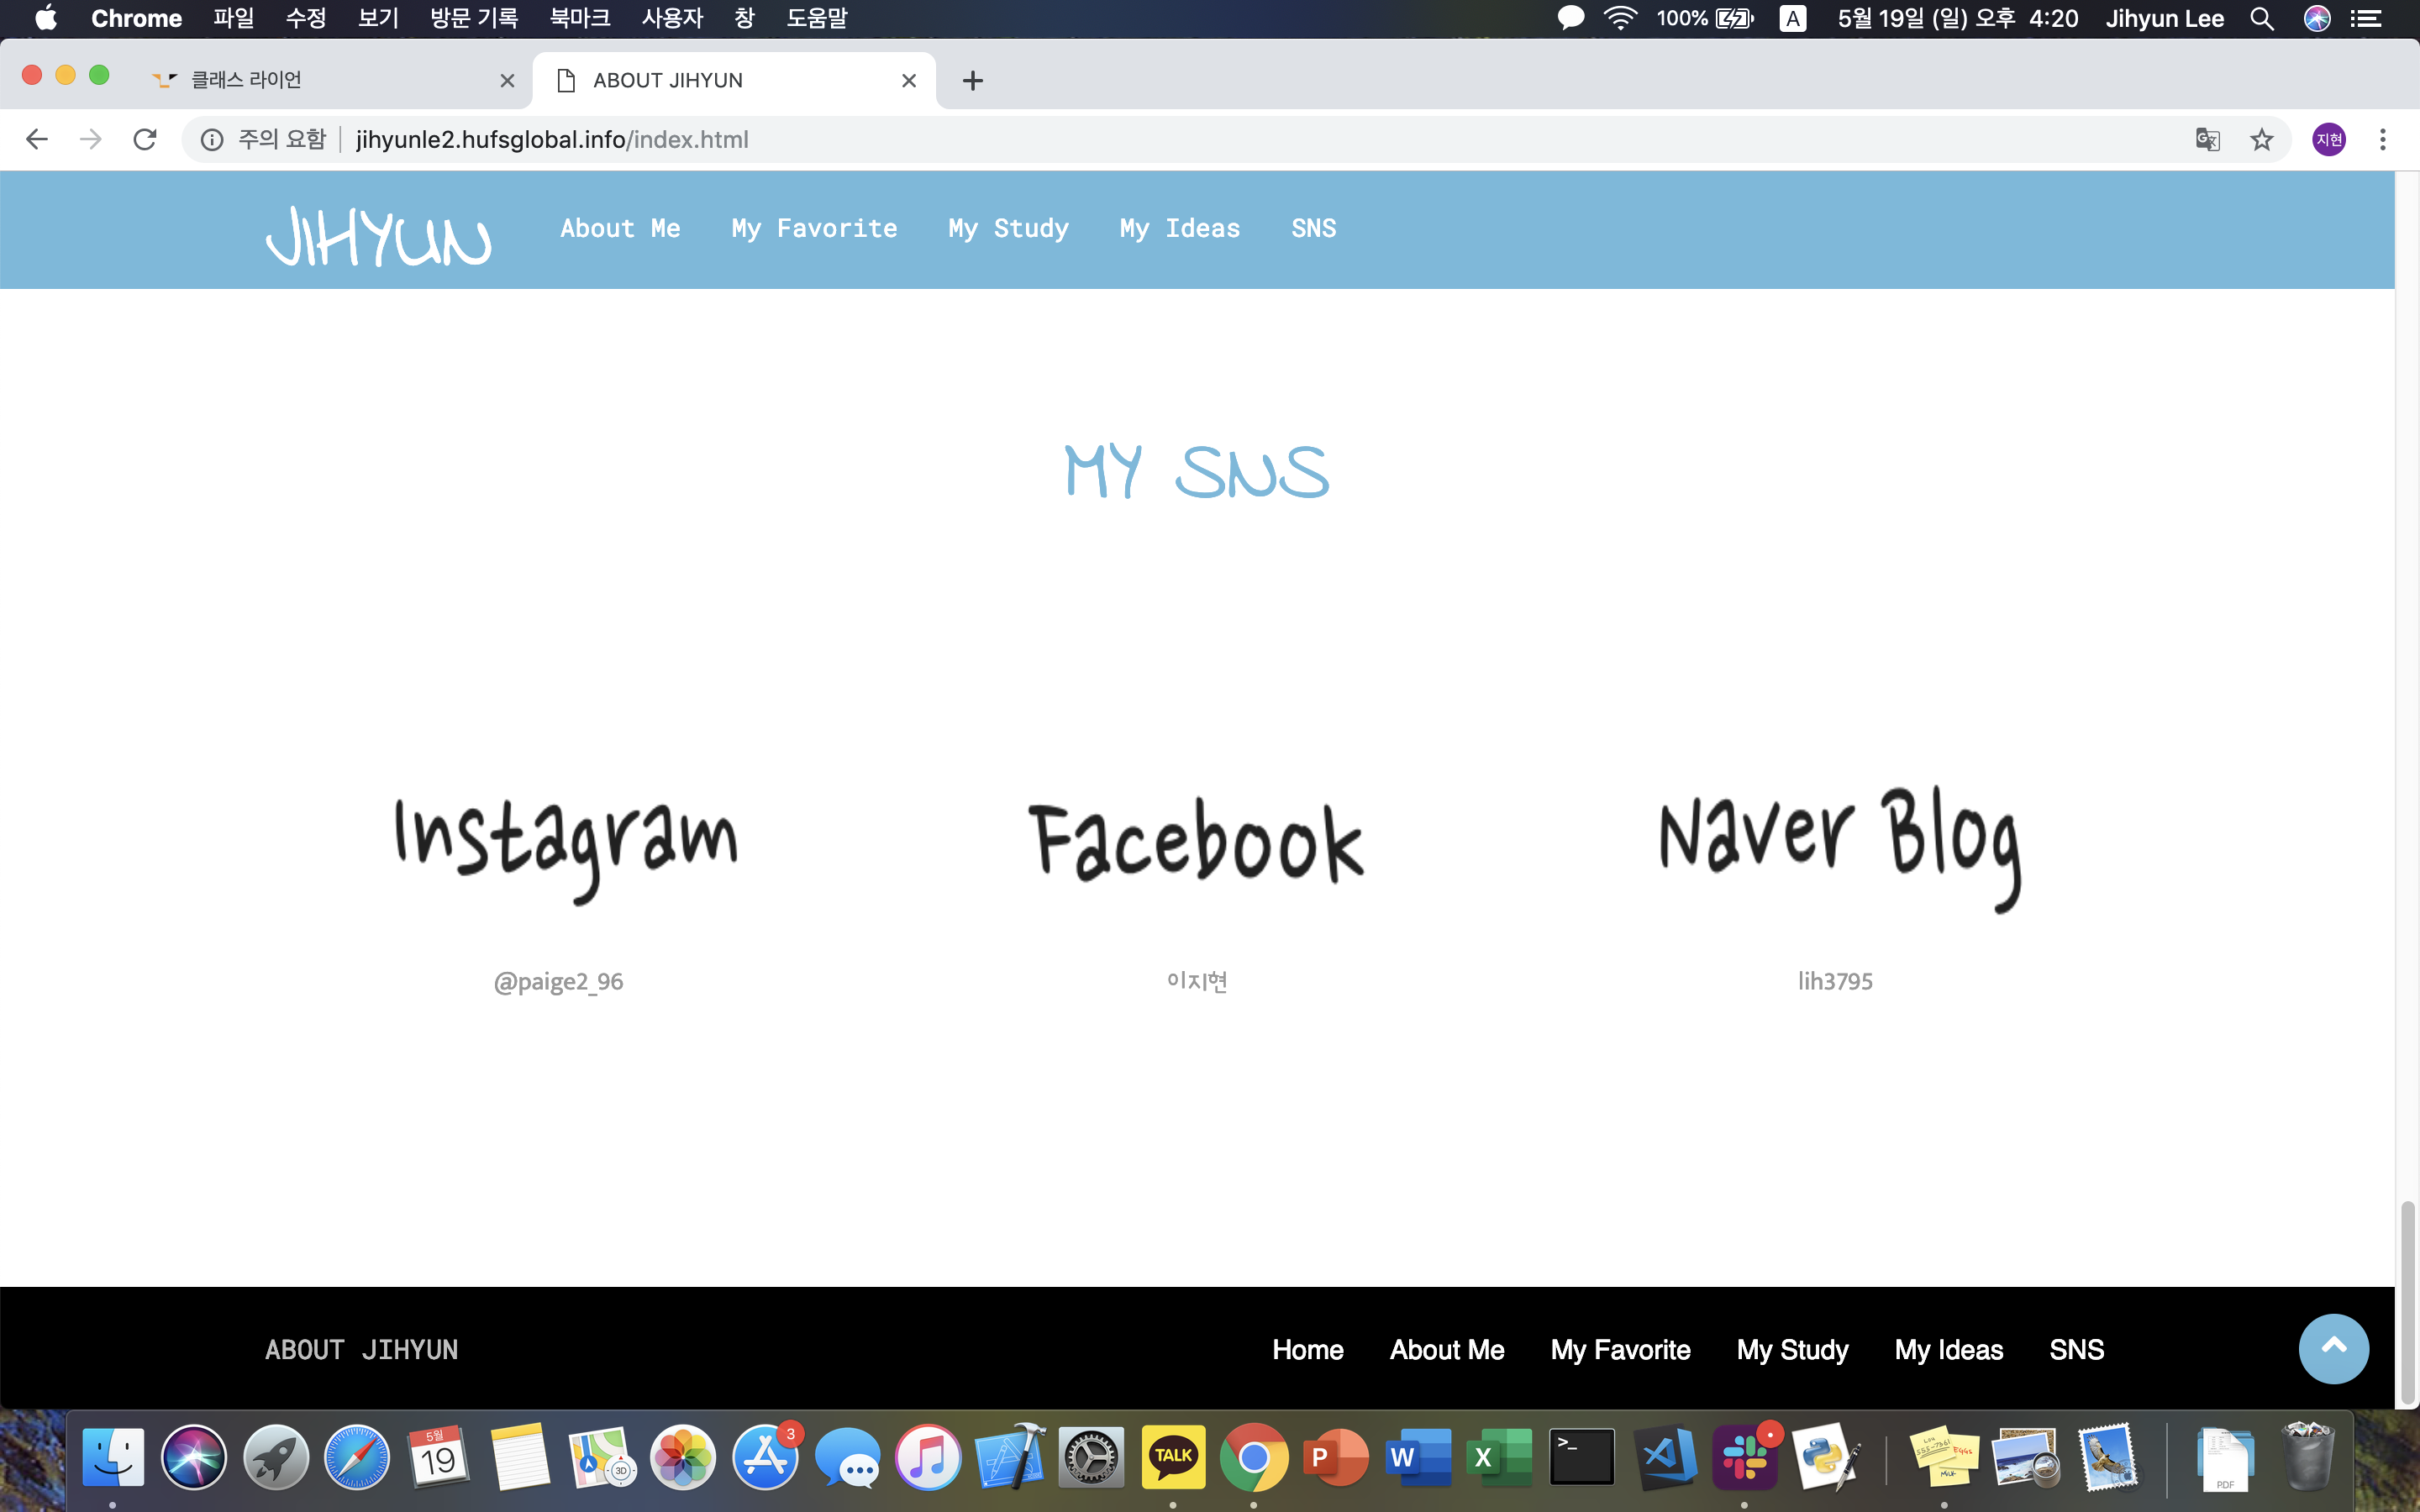 Chrome 파일 수정 보기 방문 기록 북마크 사용자 창 도움말 100% A 5월 19일 (일) 오후 4:20 Jihyun Lee
클래스 라이언 ABOUT JIHYUN
주의 요함 jihyunle2.hufsglobal.info/index.html 지현
JIHYUN About Me My Favorite My Study My Ideas SNS
MY SNS
Instagram Facebook Naver Blog
@paige2_96 이지현 lih3795
ABOUT JIHYUN Home About Me My Favorite My Study My Ideas SNS
5월 3
19 3D TALK P W X >_ EGGS MILK PDF